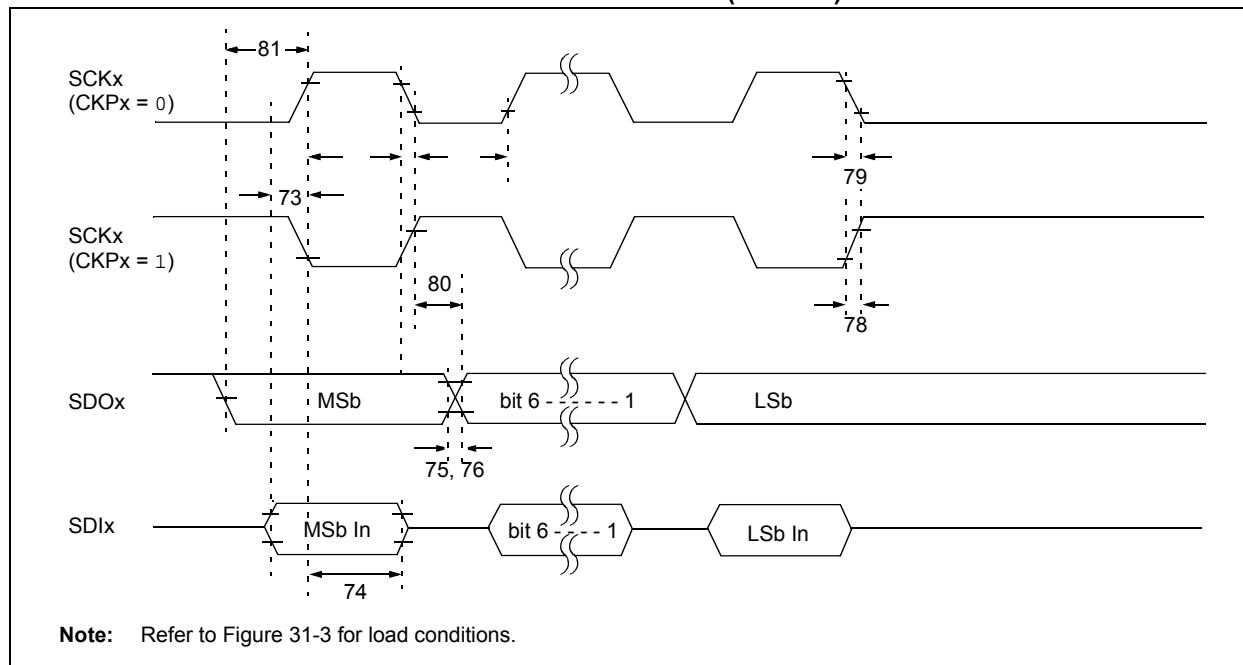 81
SCKx
(CKPx = 0)
73
79
SCKx
(CKPx = 1)
80
78
SDOx
MSb
bit 6 - - - - - - 1
LSb
75, 76
SDIx
MSb In
bit 6 - - - - 1
LSb In
74
Note: Refer to Figure 31-3 for load conditions.